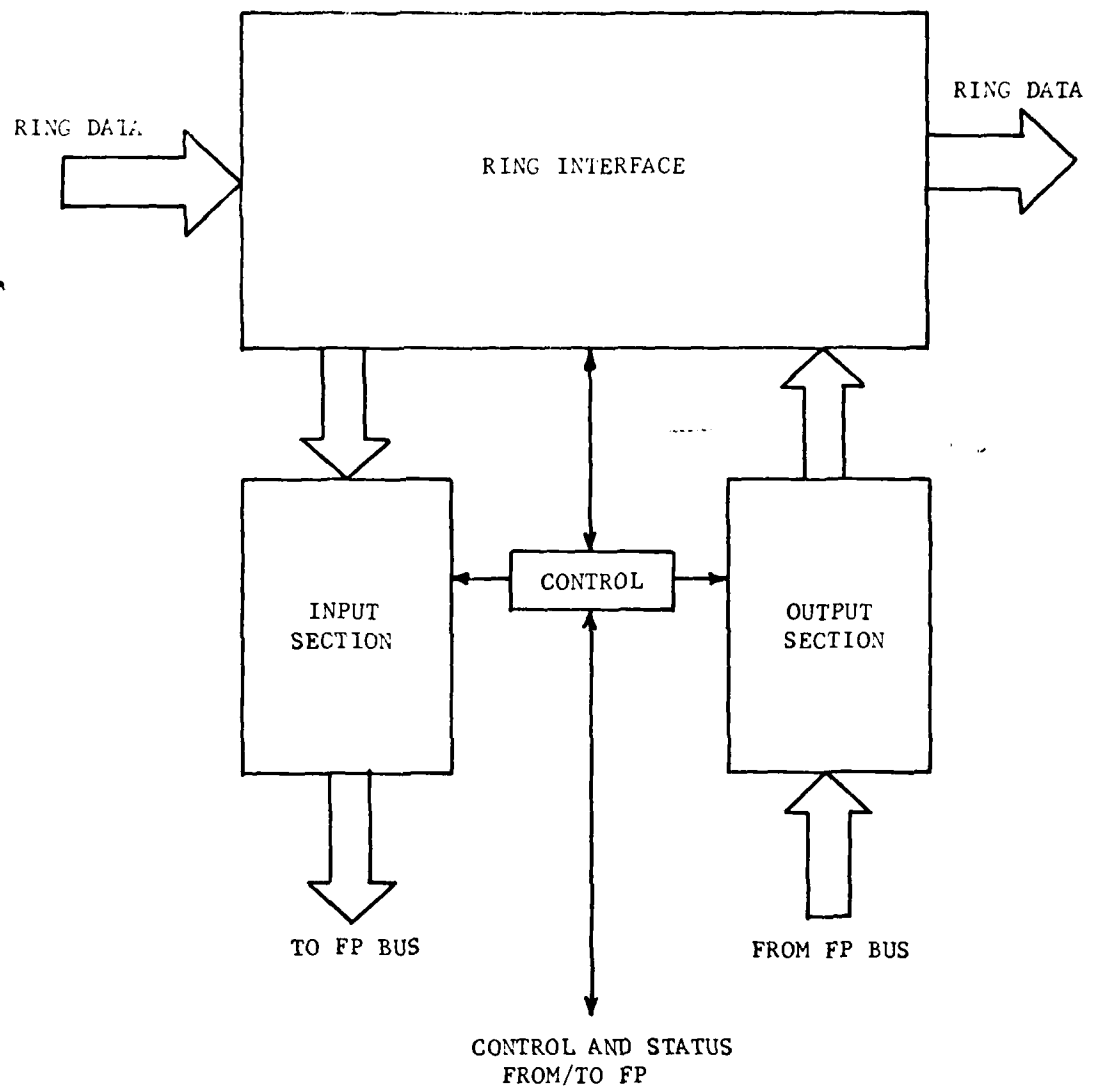 RING DATA
RING DATA
RING INTERFACE
CONTROL
INPUT
SECTION
OUTPUT
SECTION
TO FP BUS
FROM FP BUS
CONTROL AND STATUS
FROM/TO FP